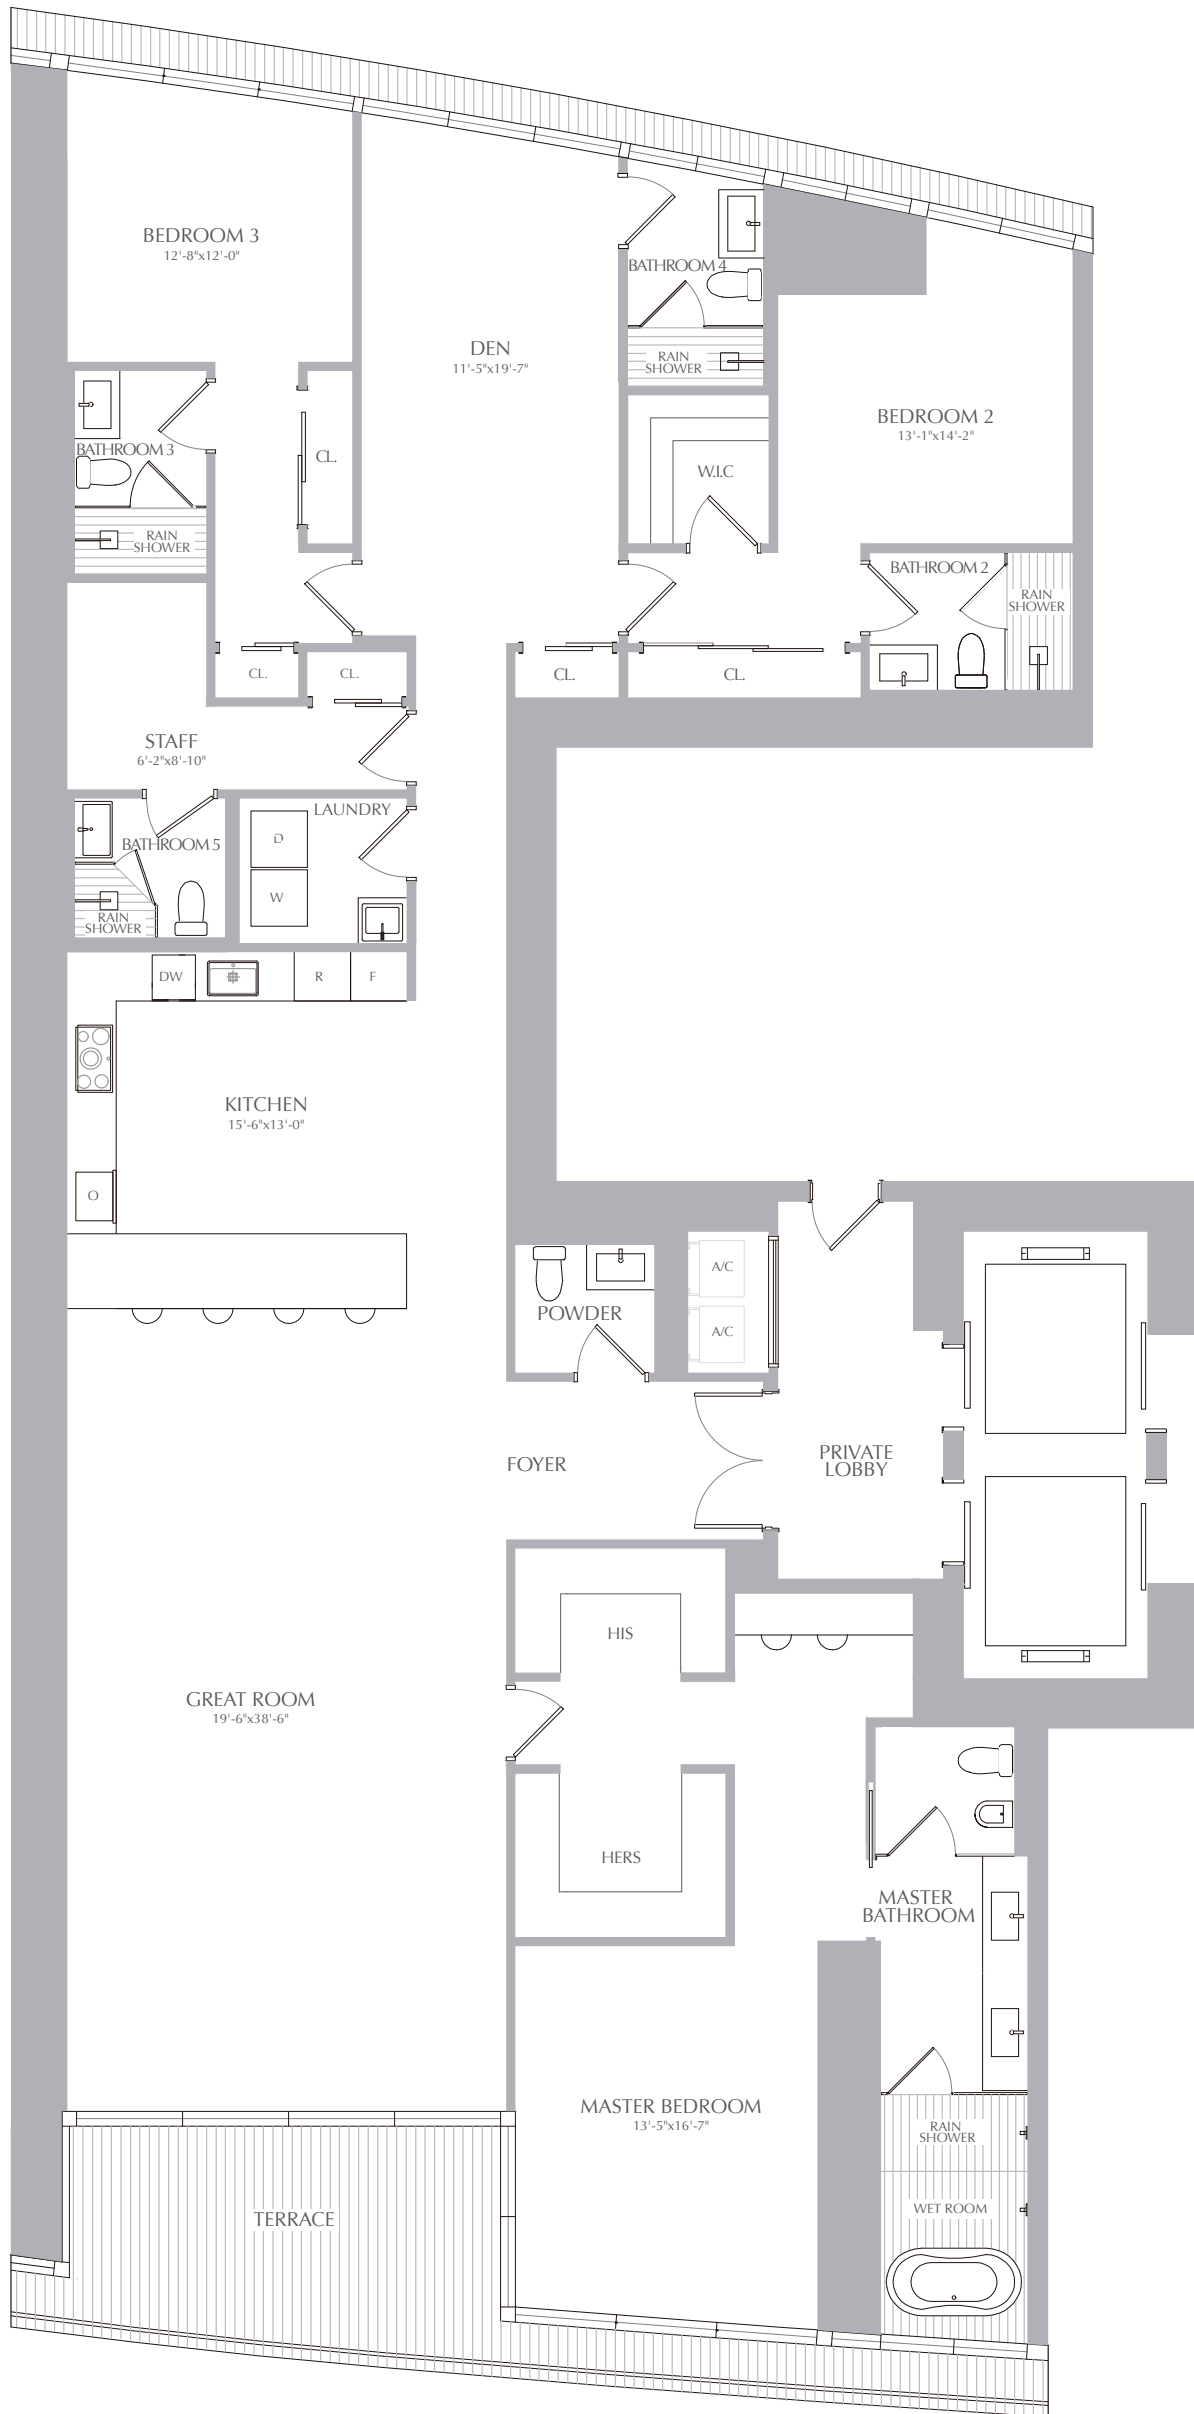 BEDROOM 3
12'-8"x12'-0"
BATHROOM 4
RAIN
SHOWER
DEN
11'-5"x19'-7"
BEDROOM 2
13'-1"x14'-2"
BATHROOM 3
CL.
W.I.C
RAIN
SHOWER
BATHROOM 2
RAIN
SHOWER
CL.
CL.
CL.
CL.
STAFF
6'-2"x8'-10"
LAUNDRY
D
BATHROOM 5
W
RAIN
SHOWER
DW
R
F
KITCHEN
15'-6"x13'-0"
O
A/C
POWDER
A/C
FOYER
PRIVATE
LOBBY
HIS
GREAT ROOM
19'-6"x38'-6"
HERS
MASTER
BATHROOM
MASTER BEDROOM
13'-5"x16'-7"
RAIN
SHOWER
WET ROOM
TERRACE